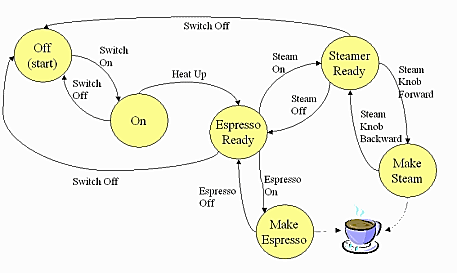 Switch Off
Off
(start)
Switch
On
Switch
Off
Heat Up
On
Steam
On
Steam
Off
Steamer
Ready
Steam
Knob
Forward
Steam
Knob
Backward
Espresso
Ready
Make
Steam
Switch Off
Espresso
Off
Espresso
On
Make
Espresso